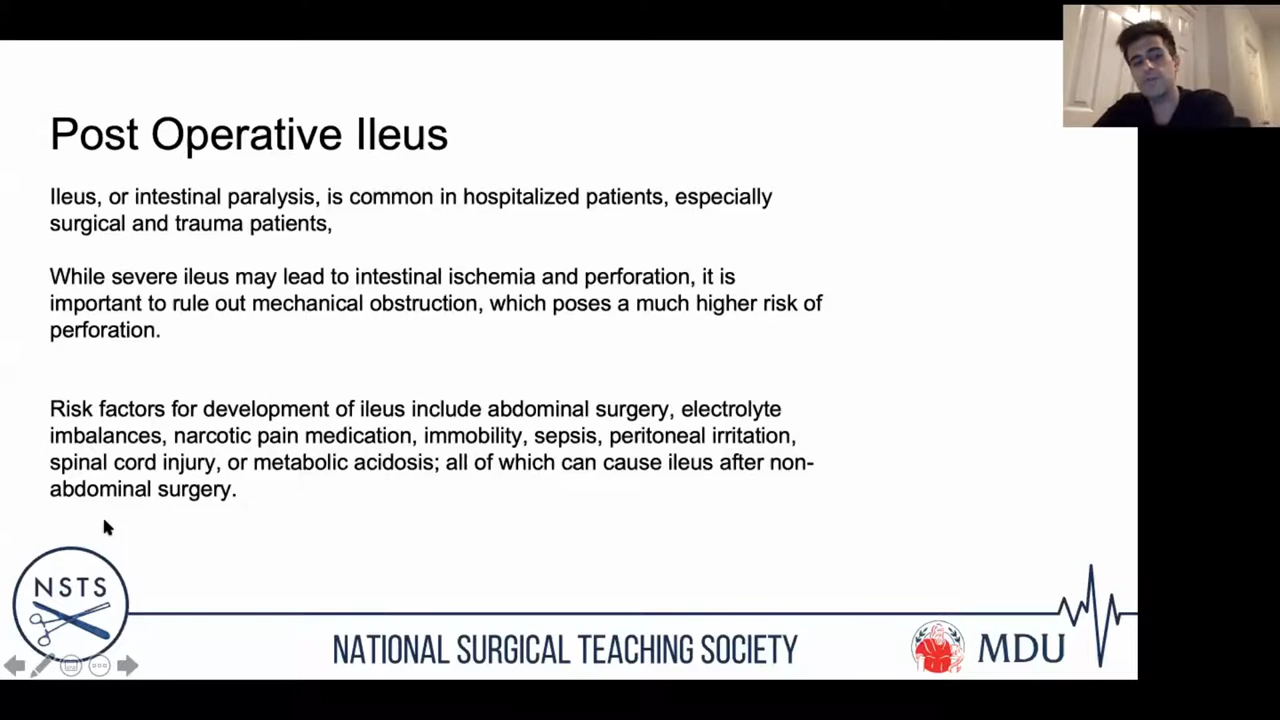 Post Operative Ileus
Ileus, or intestinal paralysis, is common in hospitalized patients, especially
surgical and trauma patients,
While severe ileus may lead to intestinal ischemia and perforation, it is
important to rule out mechanical obstruction, which poses a much higher risk of
perforation.
Risk factors for development of ileus include abdominal surgery, electrolyte
imbalances, narcotic pain medication, immobility, sepsis, peritoneal irritation,
spinal cord injury, or metabolic acidosis; all of which can cause ileus after non-
abdominal surgery.
NSTS
NATIONAL SURGICAL TEACHING SOCIETY
MDU